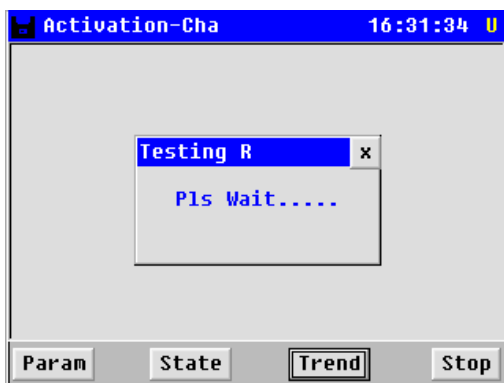 Activation-Cha 16:31:34 U
Testing R x
Pls Wait.....
Param State Trend Stop